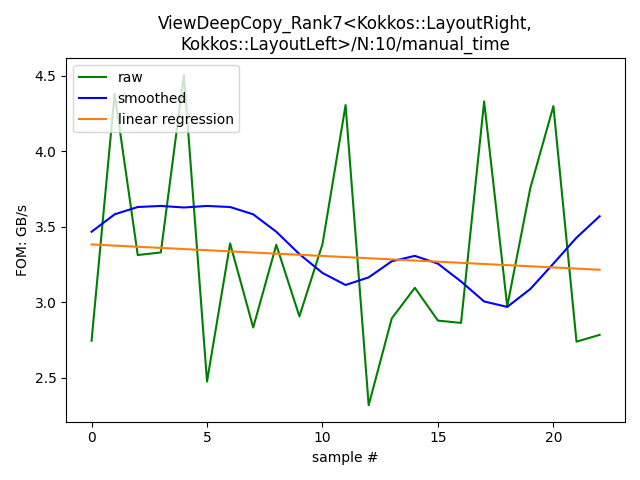 ViewDeepCopy_Rank7<Kokkos::LayoutRight,
Kokkos::LayoutLeft>/N:10/manual_time
raw
smoothed
linear regression
FOM: GB/s
4.5
4.0
3.5
3.0
2.5
0
5
10
15
20
sample #